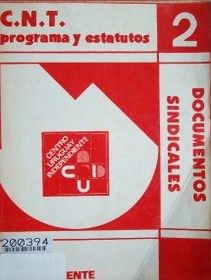 C.N.T.
programa y estatutos
2
DOCUMENTOS
SINDICALES
CENTRO
URUGUAY
INDEPENDIENTE
C U I
200394
ENTE